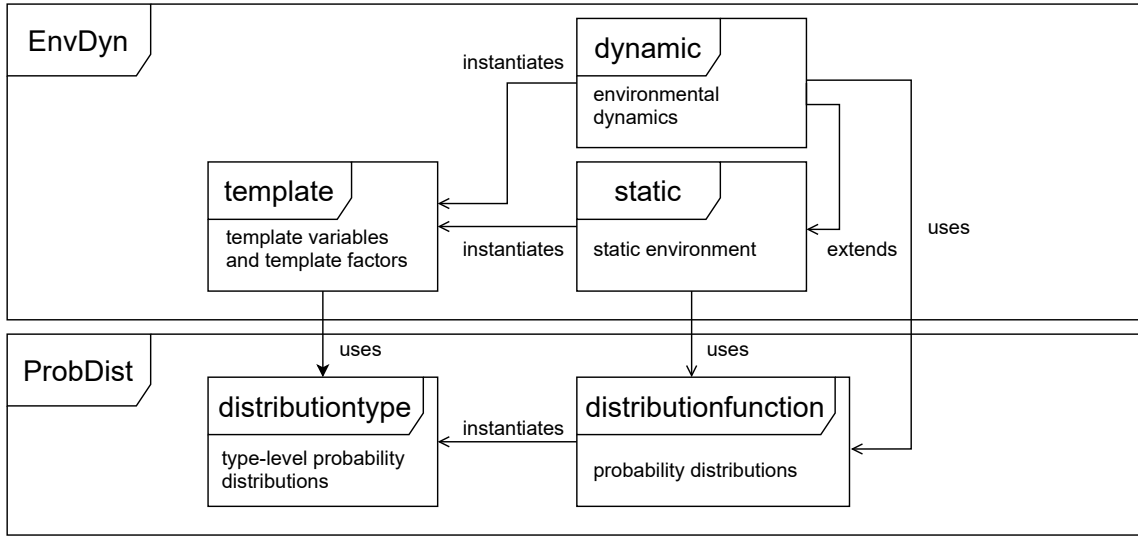 EnvDyn
dynamic
instantiates
environmental
dynamics
template
static
template variables
and template factors
instantiates
static environment
extends
uses
ProbDist
uses
uses
distributiontype
distributionfunction
instantiates
type-level probability
distributions
probability distributions